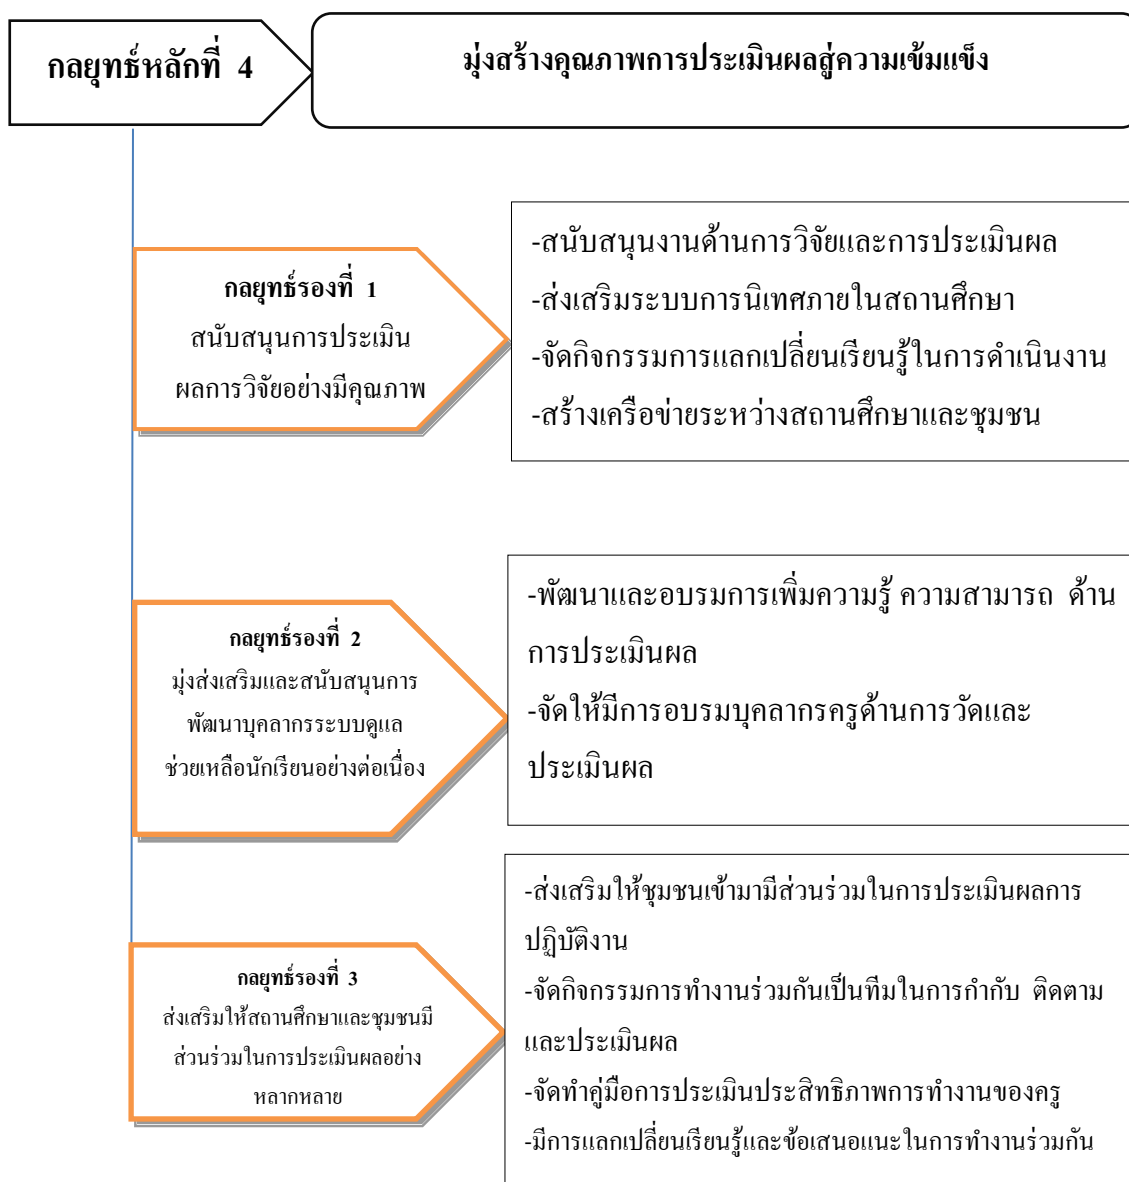 กลยุทธ์หลักที่ 4
มุ่งสร้างคุณภาพการประเมินผลสู่ความเข้มแข็ง
กลยุทธ์รองที่ 1
สนับสนุนการประเมิน
ผลการวิจัยอย่างมีคุณภาพ
-สนับสนุนงานด้านการวิจัยและการประเมินผล
-ส่งเสริมระบบการนิเทศภายในสถานศึกษา
-จัดกิจกรรมการแลกเปลี่ยนเรียนรู้ในการดำเนินงาน
-สร้างเครือข่ายระหว่างสถานศึกษาและชุมชน
กลยุทธ์รองที่ 2
มุ่งส่งเสริมและสนับสนุนการ
พัฒนาบุคลากรระบบดูแล
ช่วยเหลือนักเรียนอย่างต่อเนื่อง
-พัฒนาและอบรมการเพิ่มความรู้ ความสามารถ ด้าน
การประเมินผล
-จัดให้มีการอบรมบุคลากรครูด้านการวัดและ
ประเมินผล
กลยุทธ์รองที่ 3
ส่งเสริมให้สถานศึกษาและชุมชนมี
ส่วนร่วมในการประเมินผลอย่าง
หลากหลาย
-ส่งเสริมให้ชุมชนเข้ามามีส่วนร่วมในการประเมินผลการ
ปฏิบัติงาน
-จัดกิจกรรมการทำงานร่วมกันเป็นทีมในการกำกับ ติดตาม
และประเมินผล
-จัดทำคู่มือการประเมินประสิทธิภาพการทำงานของครู
-มีการแลกเปลี่ยนเรียนรู้และข้อเสนอแนะในการทำงานร่วมกัน